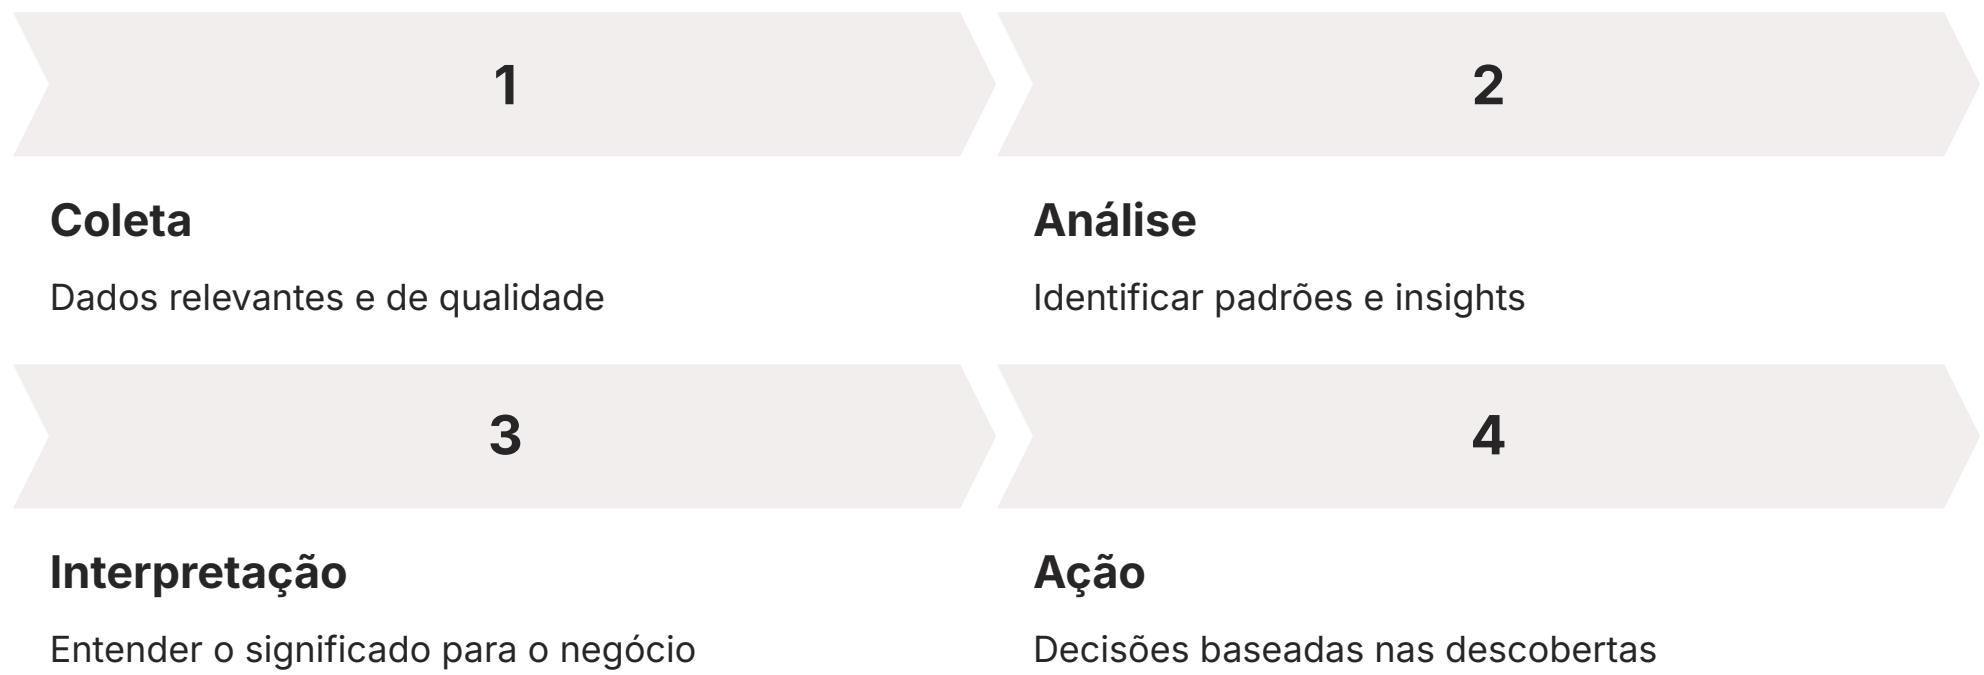 1
2
Coleta
Dados relevantes e de qualidade
Análise
Identificar padrões e insights
3
4
Interpretação
Entender o significado para o negócio
Ação
Decisões baseadas nas descobertas